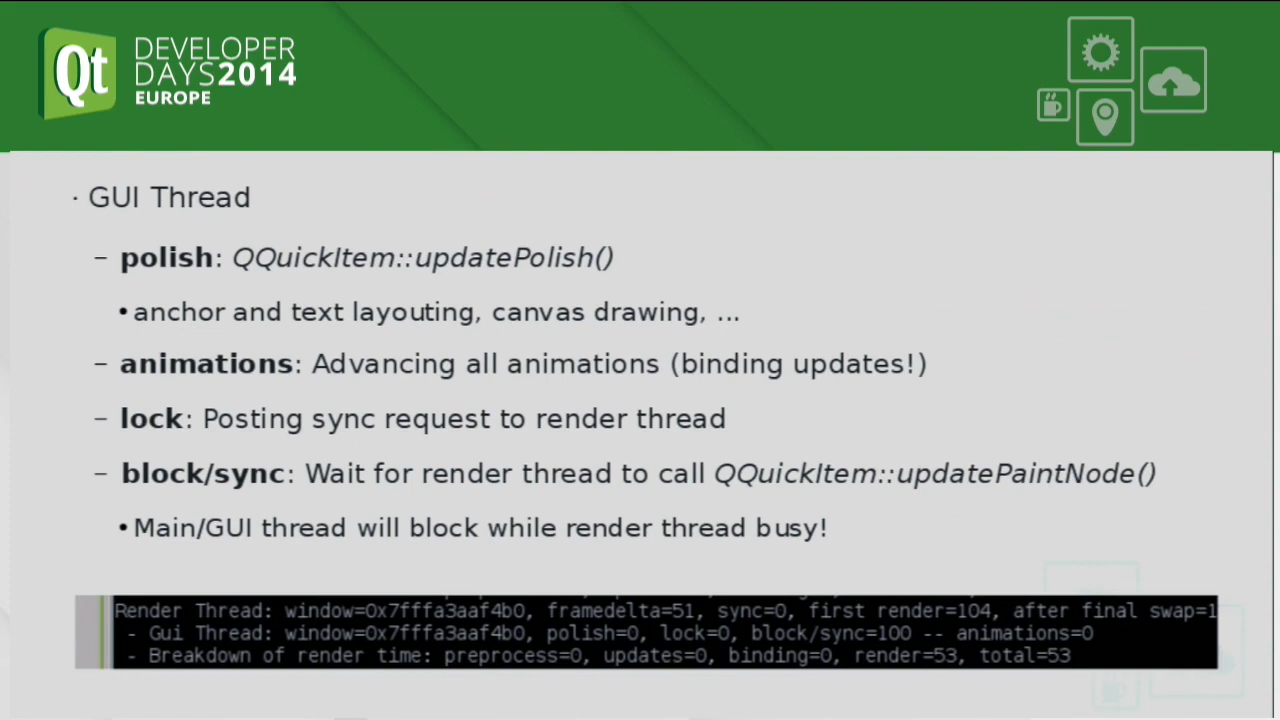 Qt
DEVELOPER
DAYS2014
EUROPE
· GUI Thread
– polish: QQuickItem::updatePolish()
• anchor and text layouting, canvas drawing, ...
– animations: Advancing all animations (binding updates!)
– lock: Posting sync request to render thread
– block/sync: Wait for render thread to call QQuickItem::updatePaintNode()
• Main/GUI thread will block while render thread busy!
Render Thread: window=0x7fffa3aaf4b0, framedelta=51, sync=0, first render=104, after final swap=1
- Gui Thread: window=0x7fffa3aaf4b0, polish=0, lock=0, block/sync=100 -- animations=0
- Breakdown of render time: preprocess=0, updates=0, binding=0, render=53, total=53